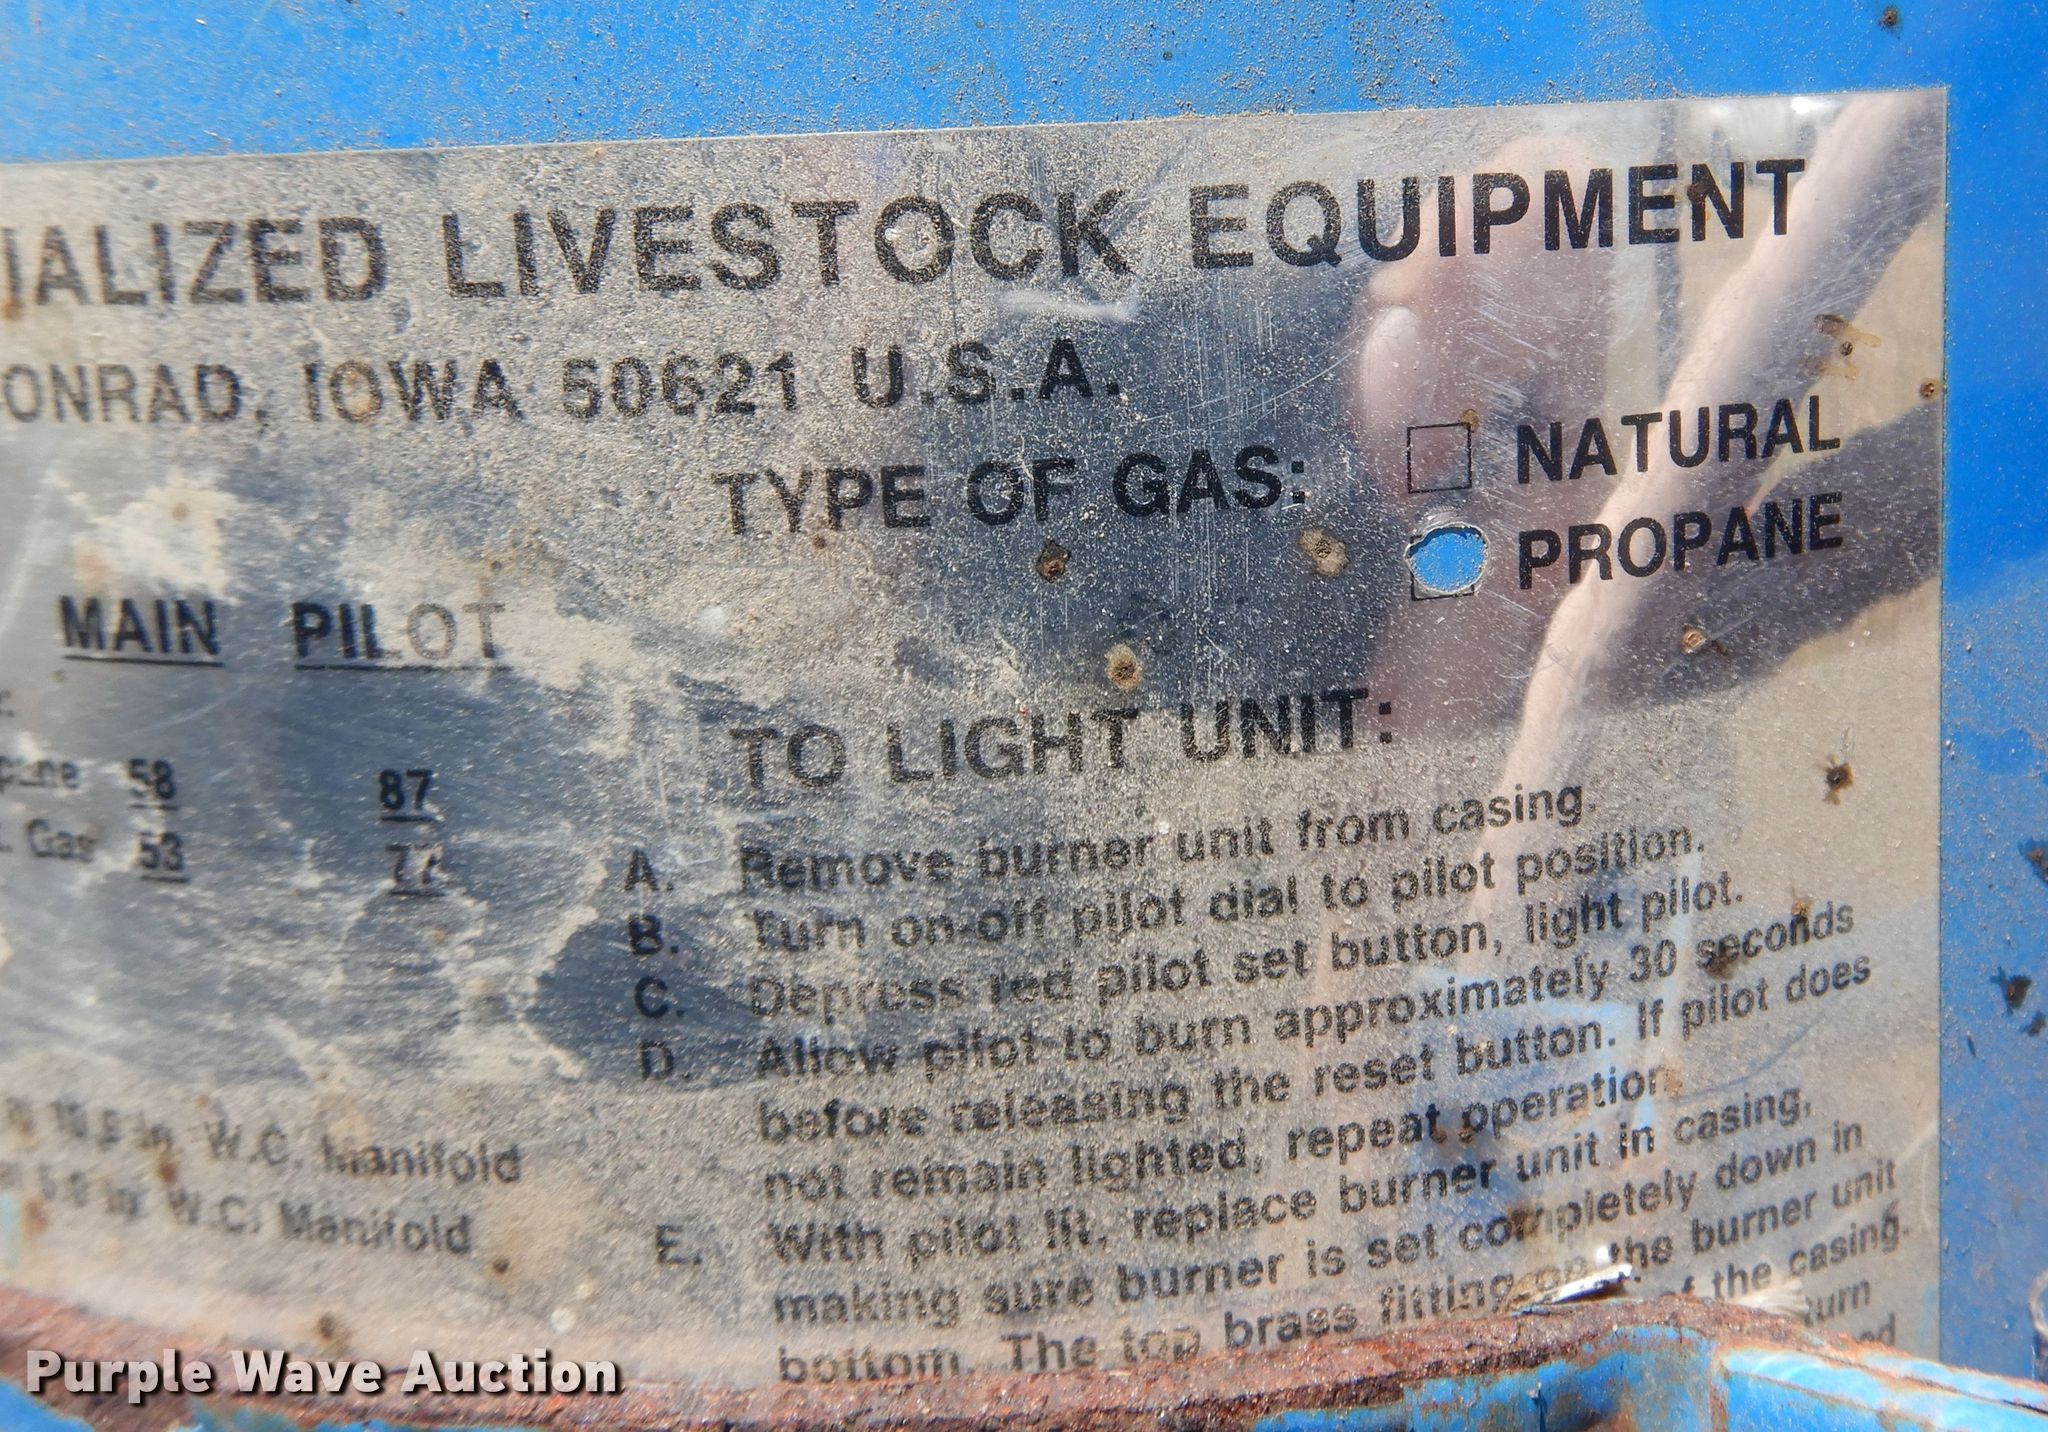 IALIZED LIVESTOCK EQUIPMENT
ONRAD, IOWA 50621 U.S.A.
TYPE OF GAS: NATURAL
PROPANE
MAIN PILOT
58 87
Gas 53 77
W.C. Manifold
W.C. Manifold
TO LIGHT UNIT:
A. Remove burner unit from casing.
B. Turn on-off pilot dial to pilot position.
C. Depress red pilot set button, light pilot.
D. Allow pilot to burn approximately 30 seconds
before releasing the reset button. If pilot does
not remain lighted, repeat operation.
E. With pilot lit, replace burner unit in casing,
making sure burner is set completely down in
bottom. The top brass fitting on the burner unit
of the casing.
Purple Wave Auction